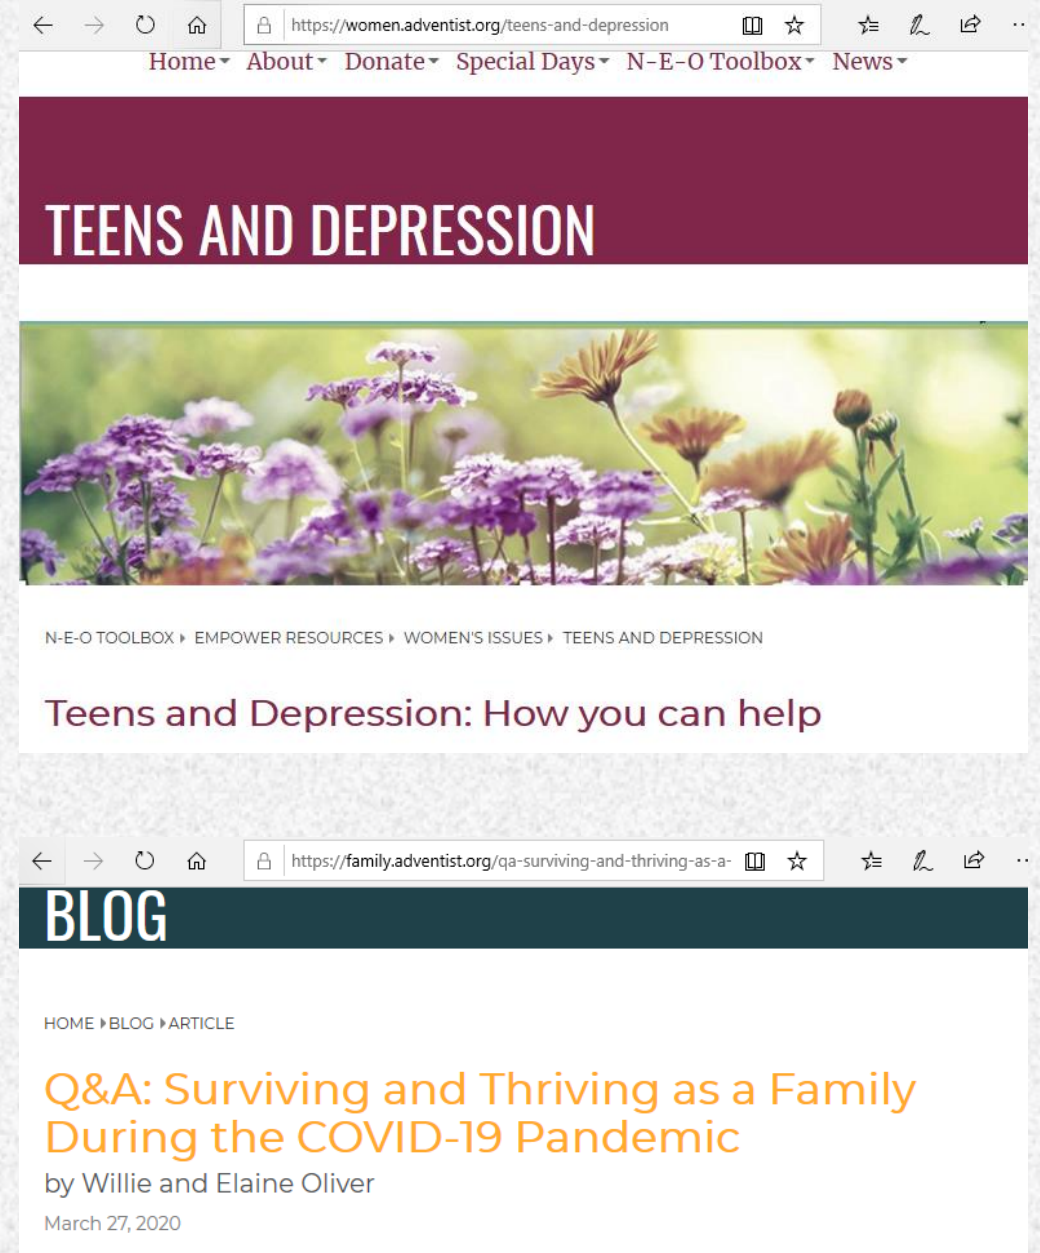 https://women.adventist.org/teens-and-depression
Home About Donate Special Days N-E-O Toolbox News
TEENS AND DEPRESSION
N-E-O TOOLBOX EMPOWER RESOURCES WOMEN'S ISSUES TEENS AND DEPRESSION
Teens and Depression: How you can help
https://family.adventist.org/qa-surviving-and-thriving-as-a-
BLOG
HOME BLOG ARTICLE
Q&A: Surviving and Thriving as a Family
During the COVID-19 Pandemic
by Willie and Elaine Oliver
March 27, 2020